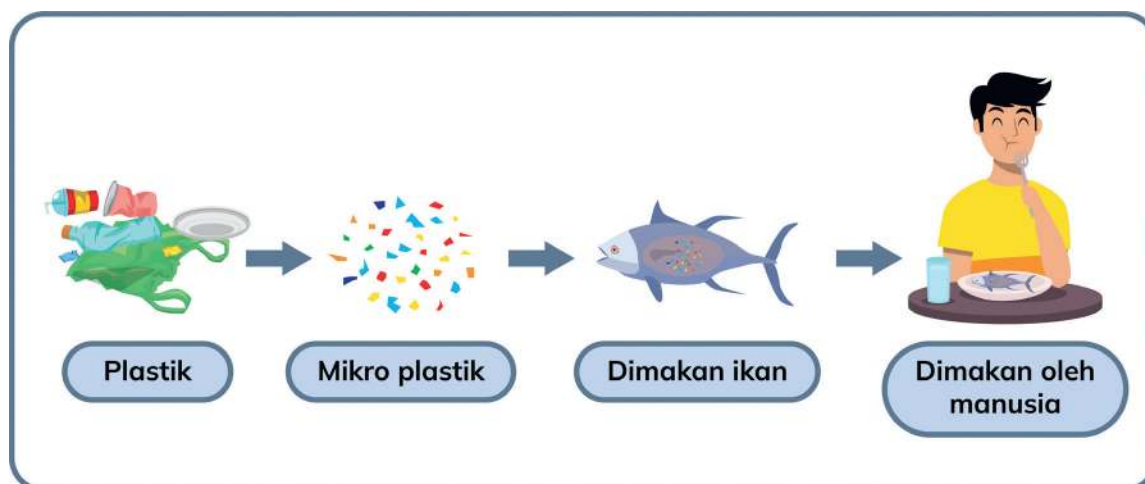 Plastik
Mikro plastik
Dimakan ikan
Dimakan oleh
manusia